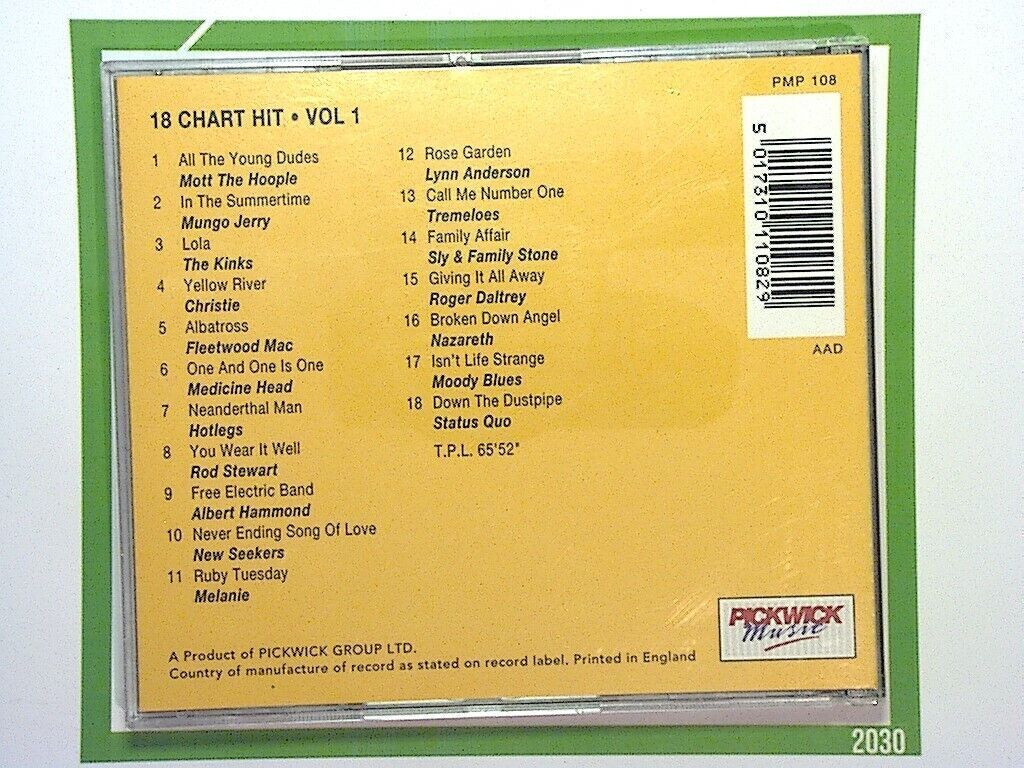 PMP 108
18 CHART HIT • VOL 1
1 All The Young Dudes
Mott The Hoople
2 In The Summertime
Mungo Jerry
3 Lola
The Kinks
4 Yellow River
Christie
5 Albatross
Fleetwood Mac
6 One And One Is One
Medicine Head
7 Neanderthal Man
Hotlegs
8 You Wear It Well
Rod Stewart
9 Free Electric Band
Albert Hammond
10 Never Ending Song Of Love
New Seekers
11 Ruby Tuesday
Melanie
12 Rose Garden
Lynn Anderson
13 Call Me Number One
Tremeloes
14 Family Affair
Sly & Family Stone
15 Giving It All Away
Roger Daltrey
16 Broken Down Angel
Nazareth
17 Isn't Life Strange
Moody Blues
18 Down The Dustpipe
Status Quo
T.P.L. 65'52"
5 017310 110829
AAD
PICKWICK
Music
A Product of PICKWICK GROUP LTD.
Country of manufacture of record as stated on record label. Printed in England
2030